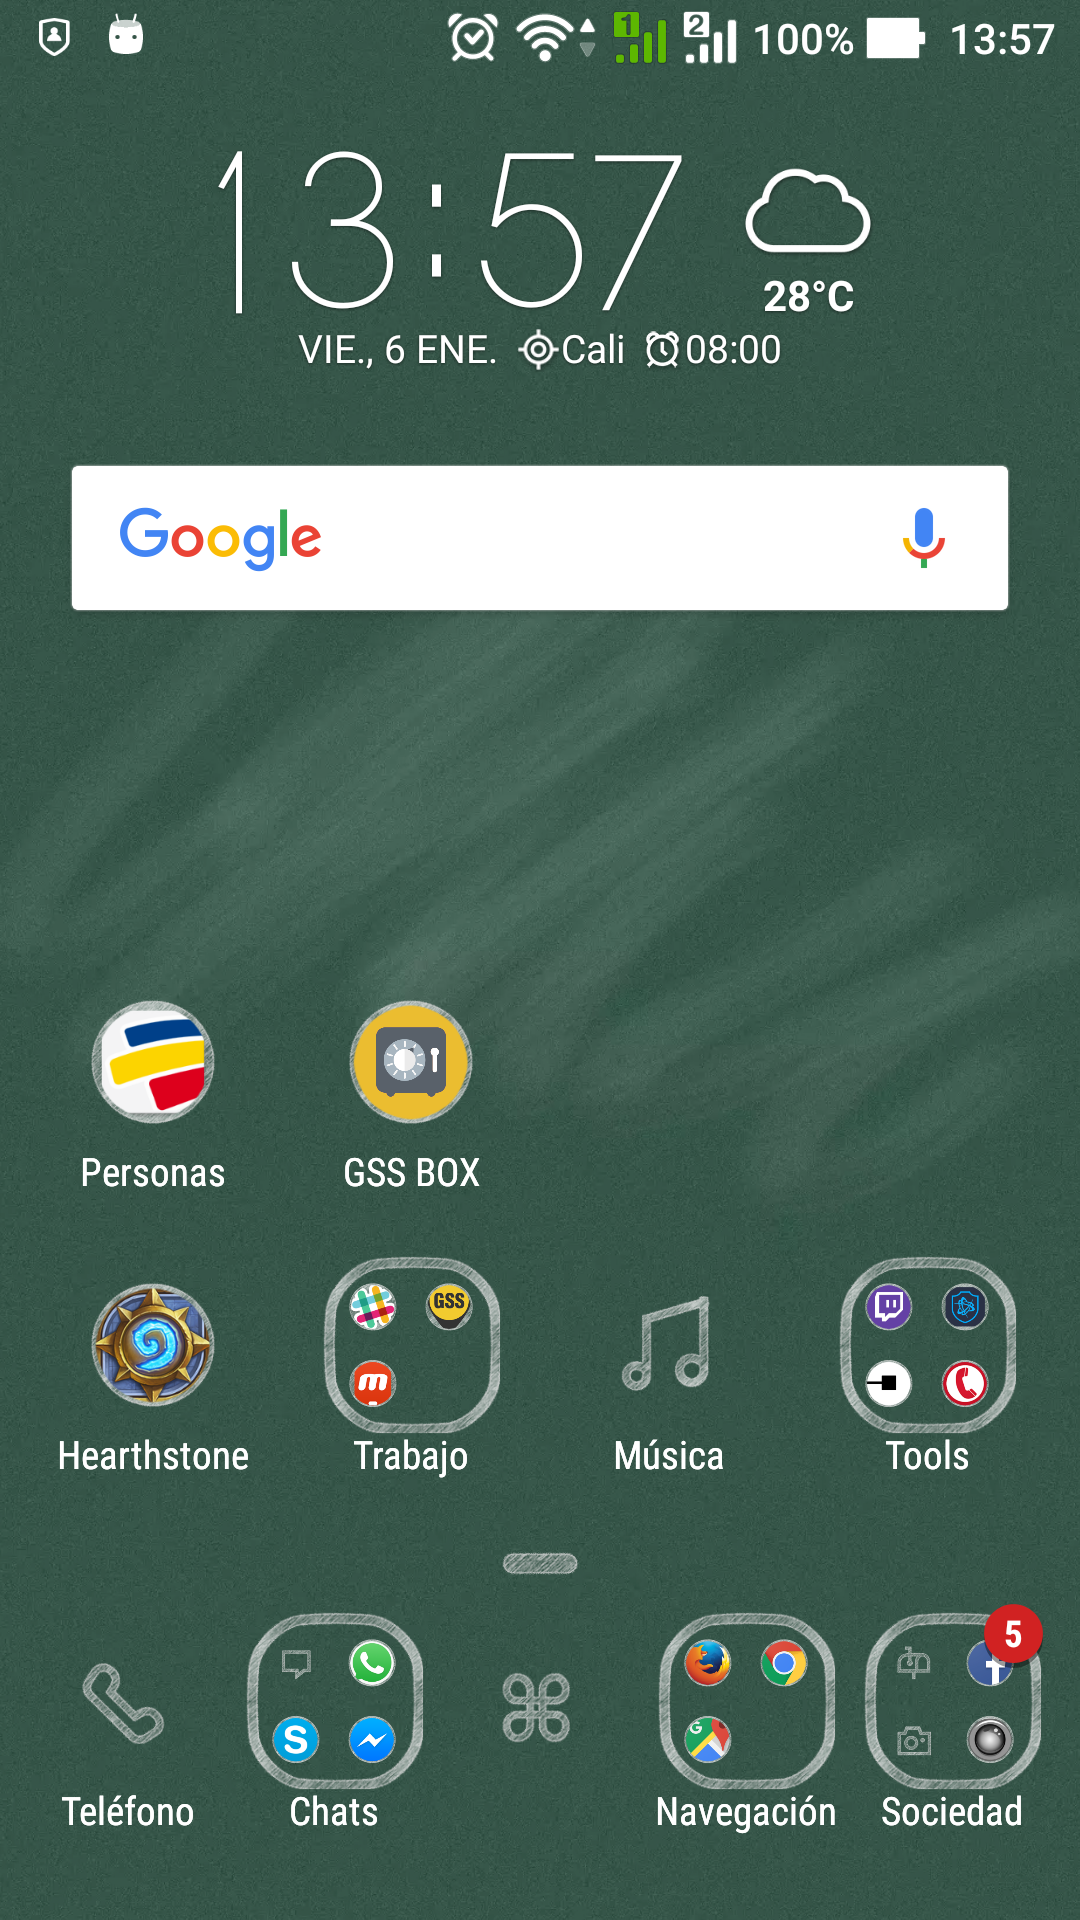 1 2 100% 13:57
13:57
28°C
VIE., 6 ENE. Cali 08:00
Google
Personas GSS BOX
GSS
Hearthstone Trabajo Música Tools
5
Teléfono Chats Navegación Sociedad